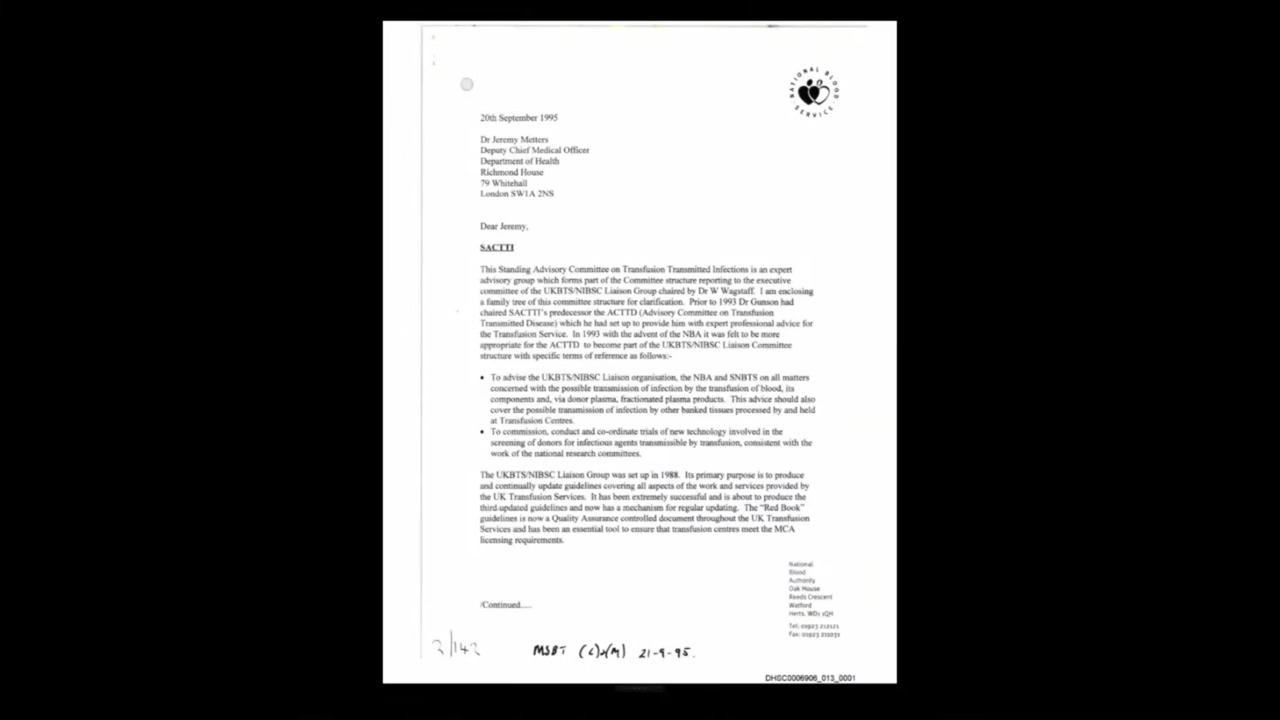 NATIONAL BLOOD SERVICE
20th September 1995
Dr Jeremy Metters
Deputy Chief Medical Officer
Department of Health
Richmond House
79 Whitehall
London SW1A 2NS
Dear Jeremy,
SACTTI
This Standing Advisory Committee on Transfusion Transmitted Infections is an expert
advisory group which forms part of the Committee structure reporting to the executive
committee of the UKBTS/NIBSC Liaison Group chaired by Dr W Wagstaff. I am enclosing
a family tree of this committee structure for clarification. Prior to 1993 Dr Gunson had
chaired SACTTI's predecessor the ACTTD (Advisory Committee on Transfusion
Transmitted Disease) which he had set up to provide him with expert professional advice for
the Transfusion Service. In 1993 with the advent of the NBA it was felt to be more
appropriate for the ACTTD to become part of the UKBTS/NIBSC Liaison Committee
structure with specific terms of reference as follows:-
• To advise the UKBTS/NIBSC Liaison organisation, the NBA and SNBTS on all matters
concerned with the possible transmission of infection by the transfusion of blood, its
components and, via donor plasma, fractionated plasma products. This advice should also
cover the possible transmission of infection by other banked tissues processed by and held
at Transfusion Centres.
• To commission, conduct and co-ordinate trials of new technology involved in the
screening of donors for infectious agents transmissible by transfusion, consistent with the
work of the national research committees.
The UKBTS/NIBSC Liaison Group was set up in 1988. Its primary purpose is to produce
and continually update guidelines covering all aspects of the work and services provided by
the UK Transfusion Services. It has been extremely successful and is about to produce the
third updated guidelines and now has a mechanism for regular updating. The "Red Book"
guidelines is now a Quality Assurance controlled document throughout the UK Transfusion
Services and has been an essential tool to ensure that transfusion centres meet the MCA
licensing requirements.
National
Blood
Authority
Oak House
Reeds Crescent
Watford
Herts. WD1 1QH
Tel: 01923 212121
Fax: 01923 211031
/Continued.....
2/142
MSBT 21-9-95.
DHSC0006906_013_0001